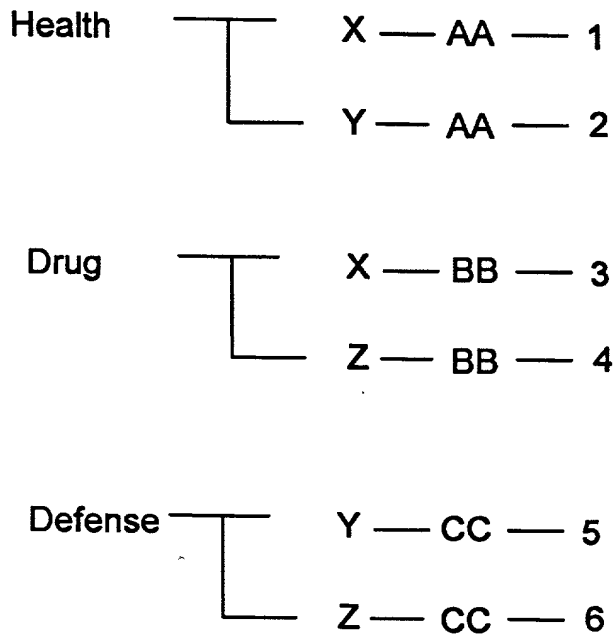 Health X AA 1
Y AA 2
Drug X BB 3
Z BB 4
Defense Y CC 5
Z CC 6